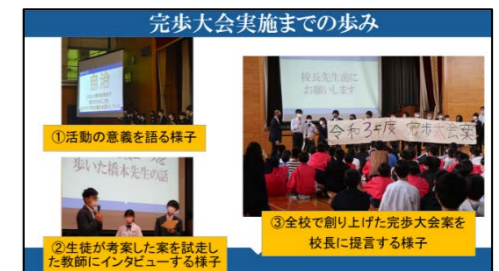 完歩大会実施までの歩み
自治
①活動の意義を語る様子
歩いた橋本先生の話
②生徒が考案した案を試走し
た教師にインタビューする様子
校長先生前に
お願いします
令和3年度 完歩大会案
③全校で創り上げた完歩大会案を
校長に提言する様子